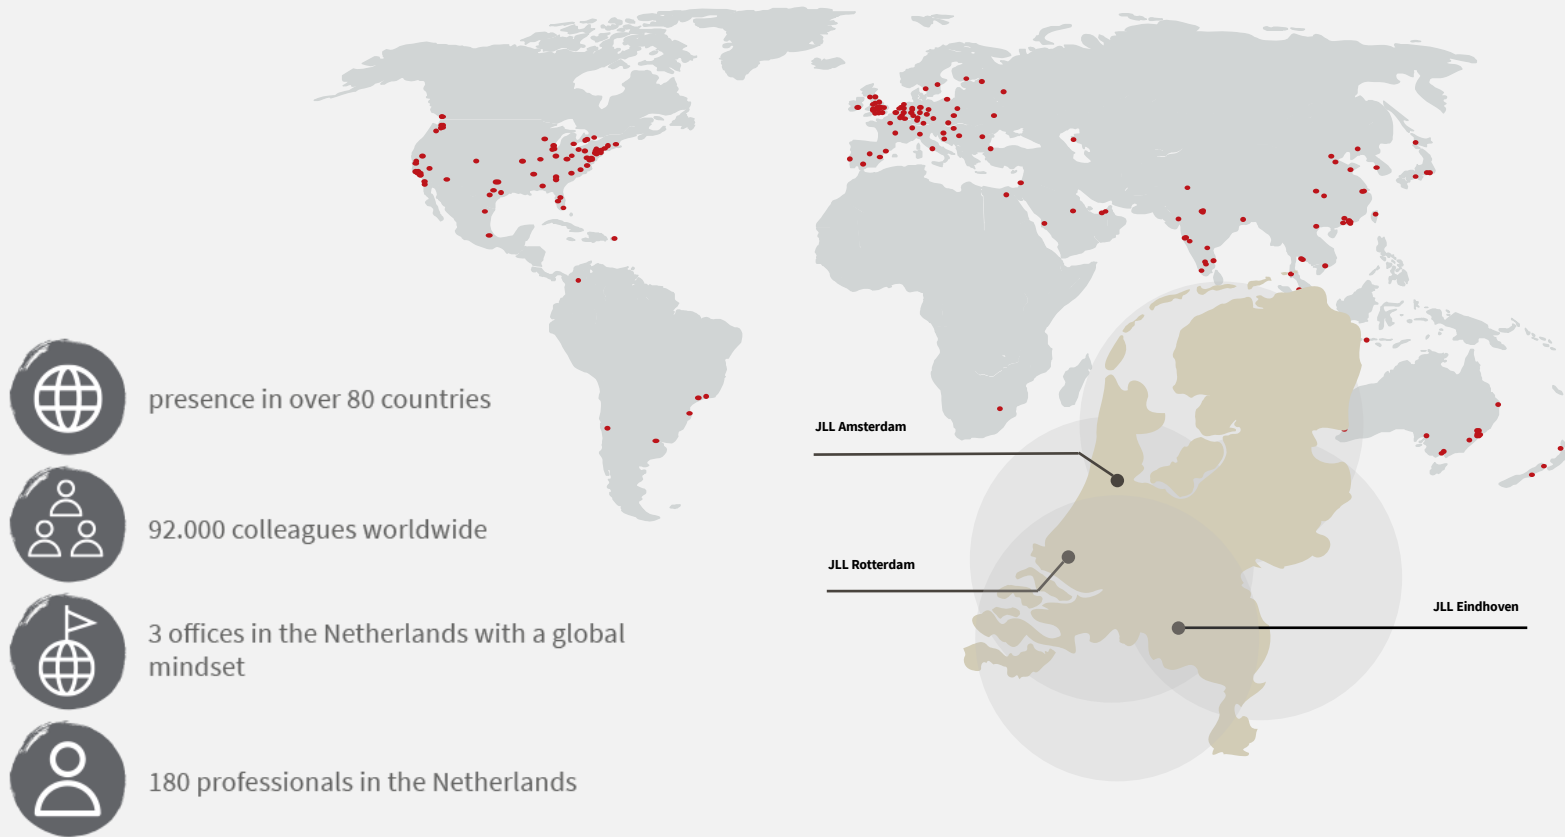 presence in over 80 countries
92.000 colleagues worldwide
3 offices in the Netherlands with a global
mindset
180 professionals in the Netherlands
JLL Amsterdam
JLL Rotterdam
JLL Eindhoven